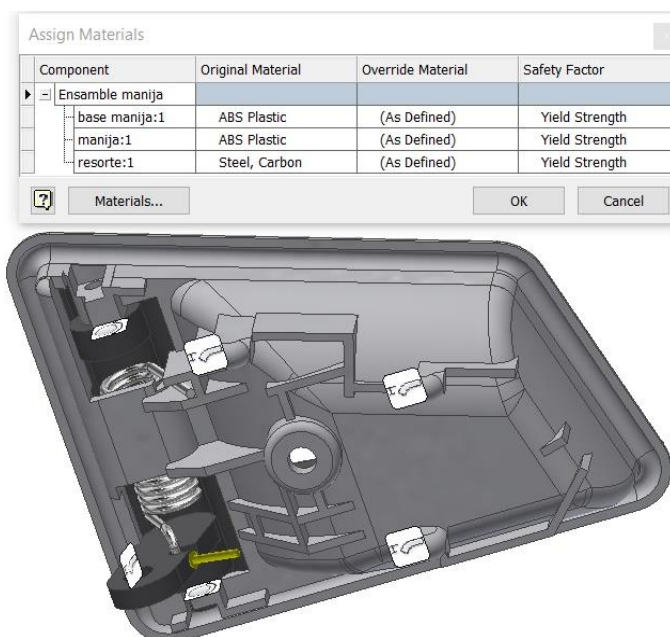 Assign Materials
Component Original Material Override Material Safety Factor
Ensamble manija
base manija:1 ABS Plastic (As Defined) Yield Strength
manija:1 ABS Plastic (As Defined) Yield Strength
resorte:1 Steel, Carbon (As Defined) Yield Strength
? Materials... OK Cancel